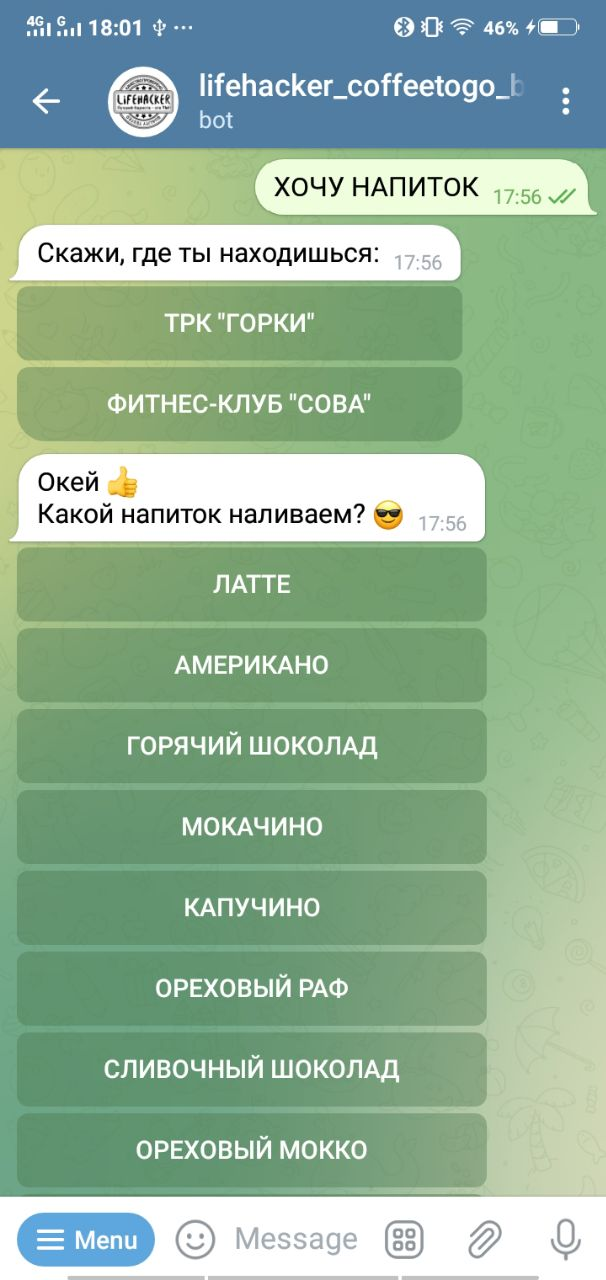 4G G 18:01 46%
lifehacker_coffeetogo_b
bot
ХОЧУ НАПИТОК 17:56
Скажи, где ты находишься: 17:56
ТРК "ГОРКИ"
ФИТНЕС-КЛУБ "СОВА"
Окей 👍
Какой напиток наливаем? 😎 17:56
ЛАТТЕ
АМЕРИКАНО
ГОРЯЧИЙ ШОКОЛАД
МОКАЧИНО
КАПУЧИНО
ОРЕХОВЫЙ РАФ
СЛИВОЧНЫЙ ШОКОЛАД
ОРЕХОВЫЙ МОККО
Menu Message